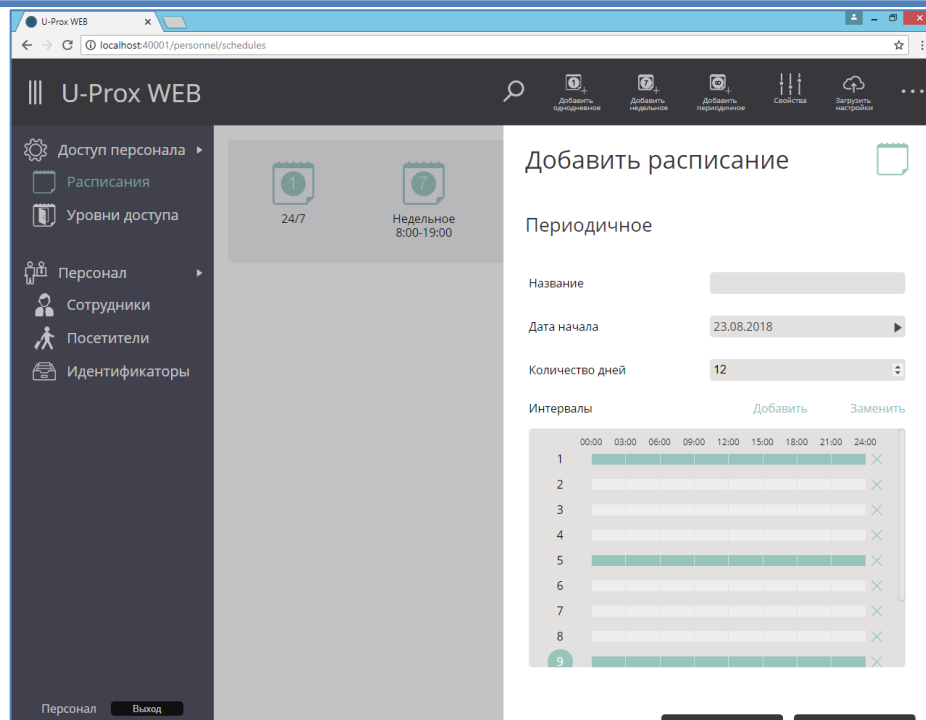 U-Prox WEB
localhost:40001/personnel/schedules
U-Prox WEB
Добавить однодневное
Добавить недельное
Добавить периодичное
Свойства
Загрузить настройки
Доступ персонала
Расписания
Уровни доступа
Персонал
Сотрудники
Посетители
Идентификаторы
Персонал
Выход
1
24/7
7
Недельное
8:00-19:00
Добавить расписание
Периодичное
Название
Дата начала 23.08.2018
Количество дней 12
Интервалы Добавить Заменить
00:00 03:00 06:00 09:00 12:00 15:00 18:00 21:00 24:00
1
2
3
4
5
6
7
8
9